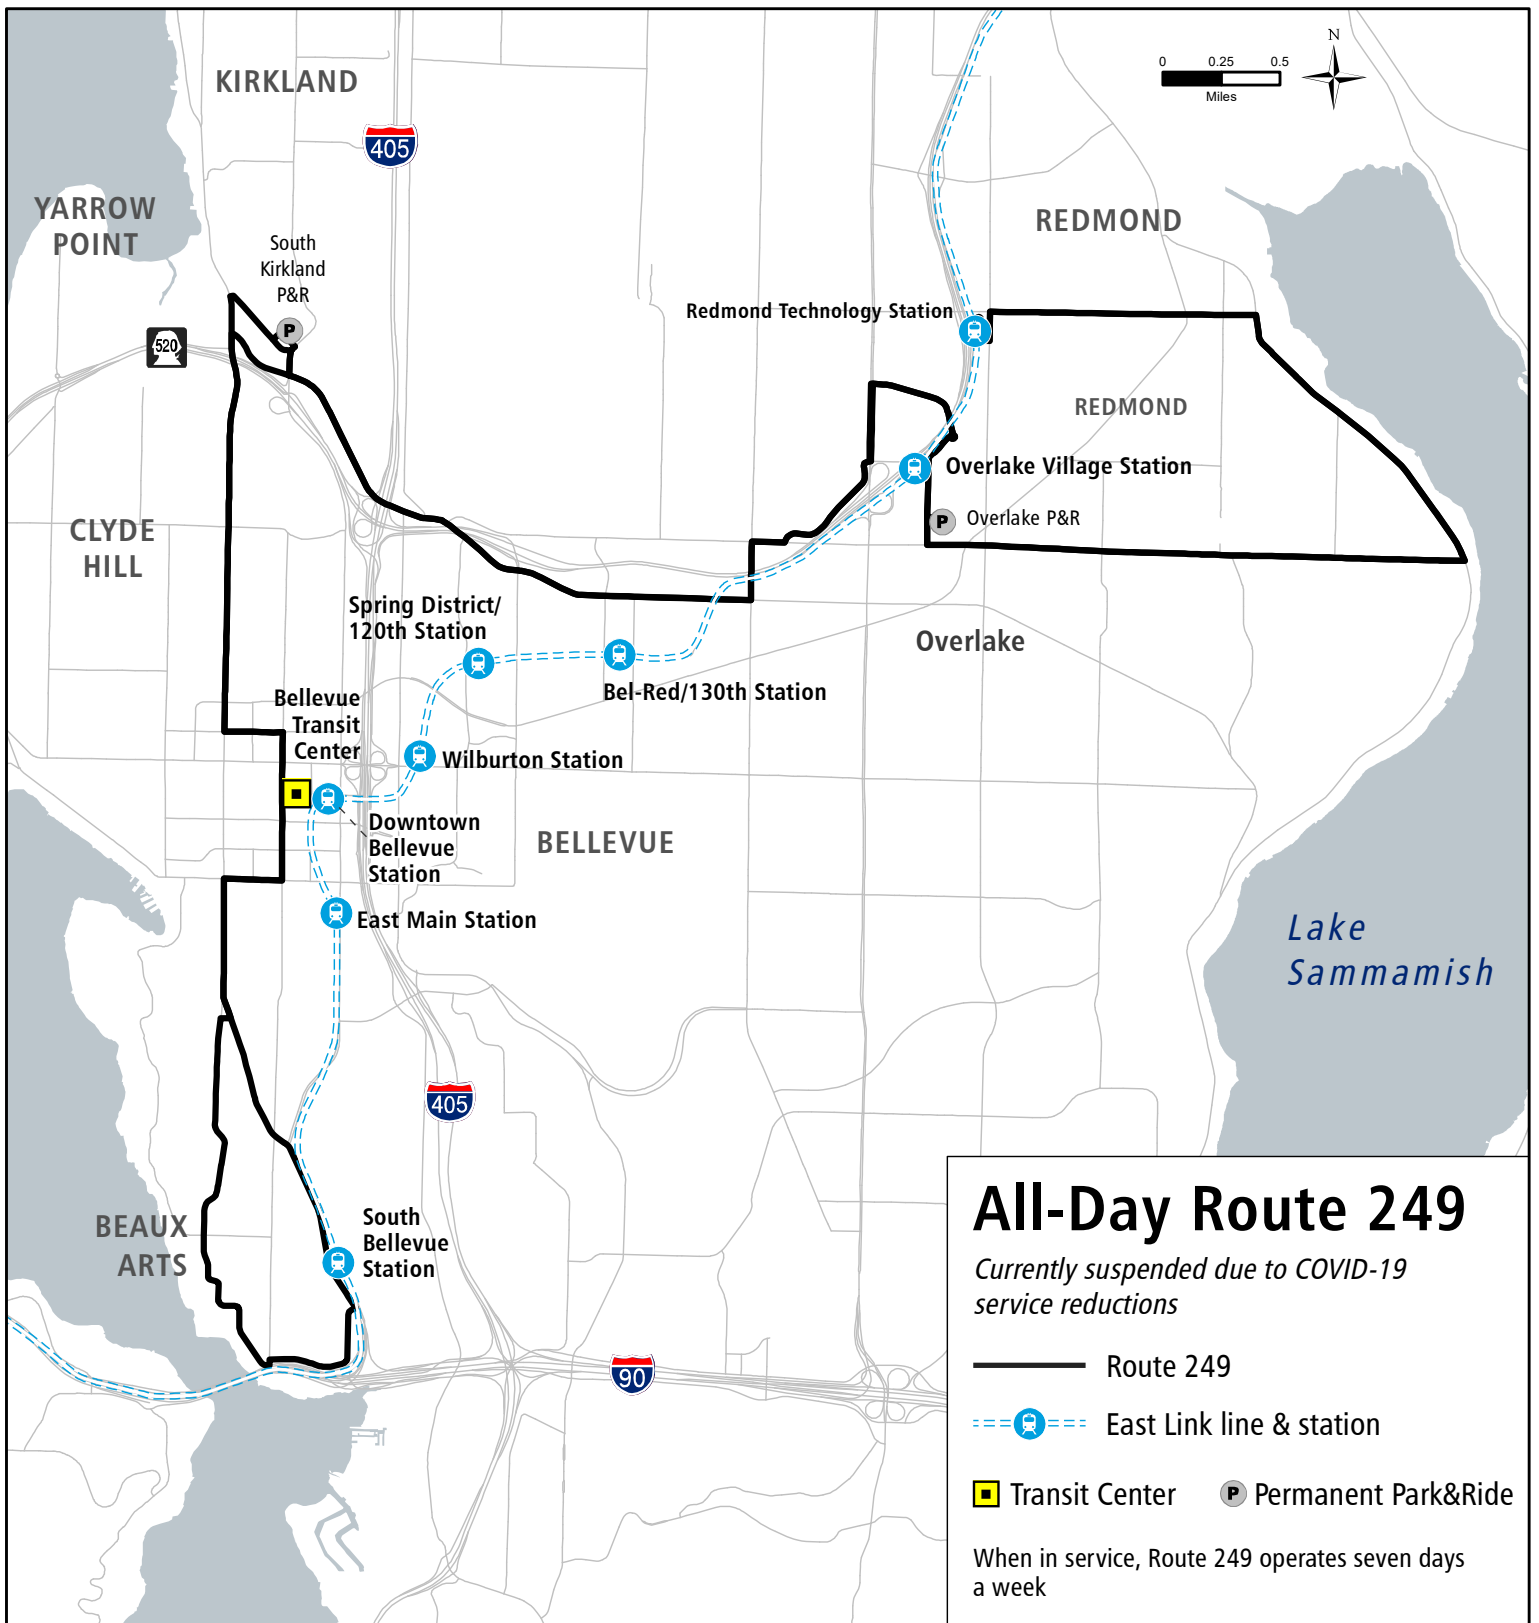 KIRKLAND
0 0.25 0.5
Miles
N
405
YARROW
POINT
South
Kirkland
P&R
P
REDMOND
Redmond Technology Station
520
REDMOND
Overlake Village Station
P
Overlake P&R
CLYDE
HILL
Spring District/
120th Station
Overlake
Bel-Red/130th Station
Bellevue
Transit
Center
Wilburton Station
Downtown
Bellevue
Station
BELLEVUE
East Main Station
Lake
Sammamish
405
BEAUX
ARTS
South
Bellevue
Station
90
All-Day Route 249
Currently suspended due to COVID-19
service reductions
Route 249
East Link line & station
Transit Center
P Permanent Park&Ride
When in service, Route 249 operates seven days
a week